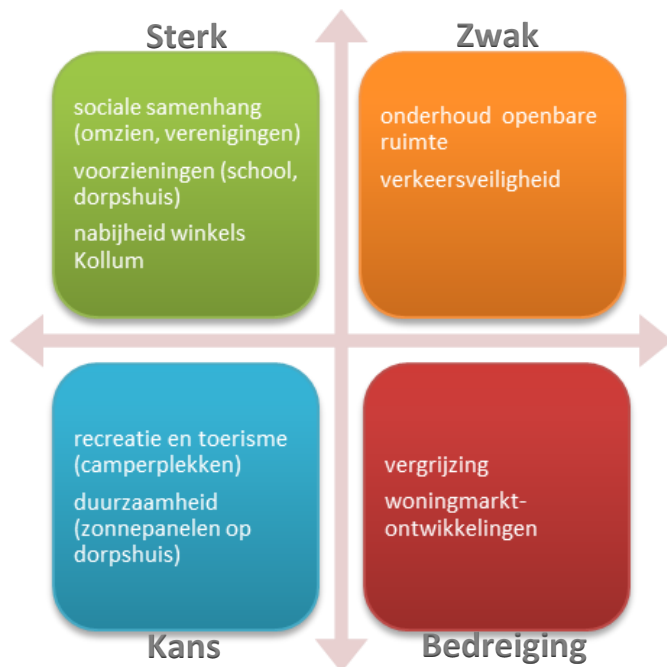 Sterk
sociale samenhang
(omzien, verenigingen)
voorzieningen (school,
dorpshuis)
nabijheid winkels
Kollum
Zwak
onderhoud openbare
ruimte
verkeersveiligheid
recreatie en toerisme
(camperplekken)
duurzaamheid
(zonnepanelen op
dorpshuis)
Kans
vergrijzing
woningmarkt-
ontwikkelingen
Bedreiging